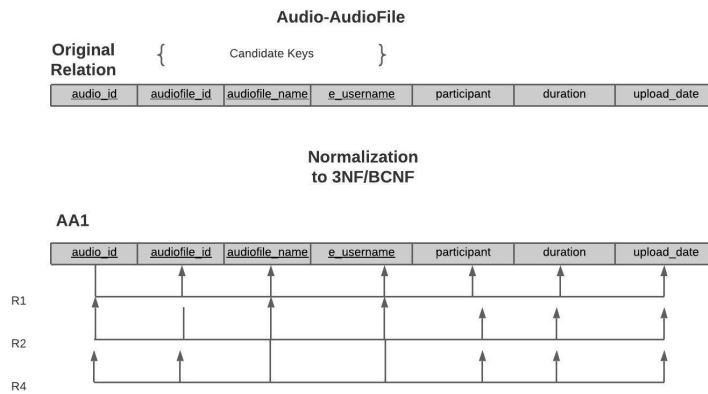 Audio-AudioFile
Original
Relation
{ Candidate Keys }
audio_id audiofile_id audiofile_name e_username participant duration upload_date
Normalization
to 3NF/BCNF
AA1
audio_id audiofile_id audiofile_name e_username participant duration upload_date
R1
R2
R4